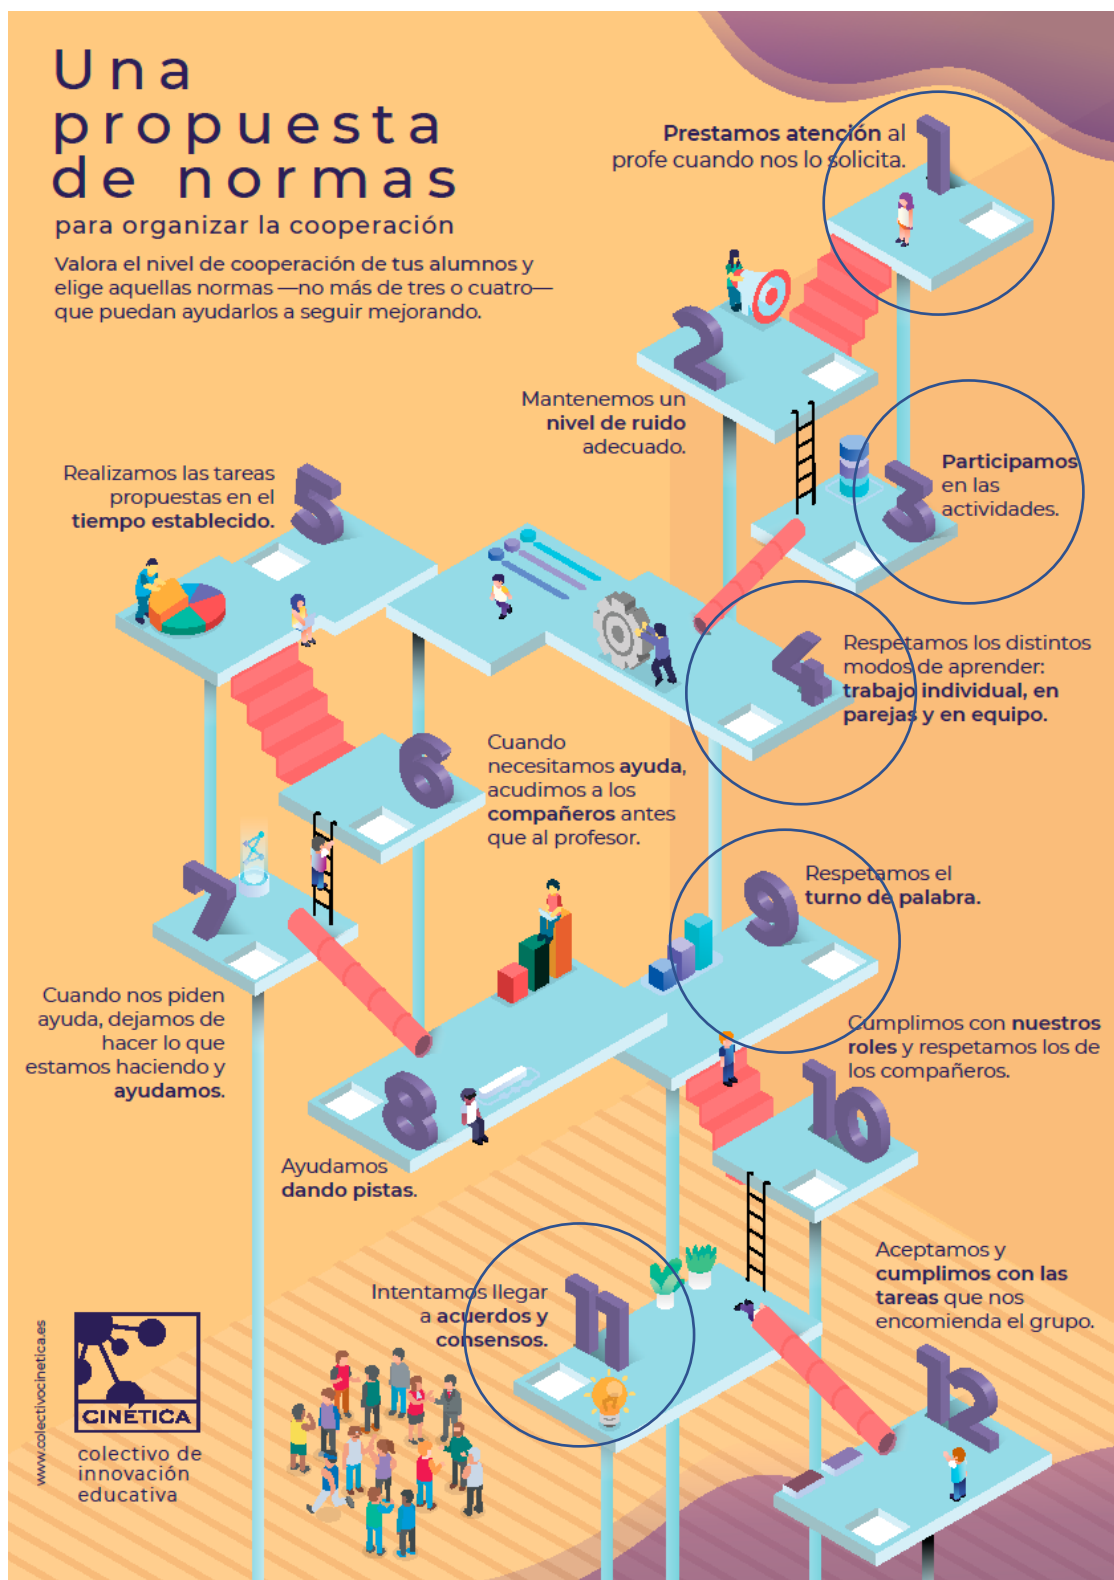 Una
propuesta
de normas
para organizar la cooperación
Valora el nivel de cooperación de tus alumnos y
elige aquellas normas —no más de tres o cuatro—
que puedan ayudarlos a seguir mejorando.
1
Prestamos atención al
profe cuando nos lo solicita.
2
Mantenemos un
nivel de ruido
adecuado.
3
Participamos
en las
actividades.
4
Respetamos los distintos
modos de aprender:
trabajo individual, en
parejas y en equipo.
5
Realizamos las tareas
propuestas en el
tiempo establecido.
6
Cuando
necesitamos ayuda,
acudimos a los
compañeros antes
que al profesor.
7
Cuando nos piden
ayuda, dejamos de
hacer lo que
estamos haciendo y
ayudamos.
8
Ayudamos
dando pistas.
9
Respetamos el
turno de palabra.
10
Cumplimos con nuestros
roles y respetamos los de
los compañeros.
11
Intentamos llegar
a acuerdos y
consensos.
12
Aceptamos y
cumplimos con las
tareas que nos
encomienda el grupo.
www.colectivocinetica.es
CINÉTICA
colectivo de
innovación
educativa